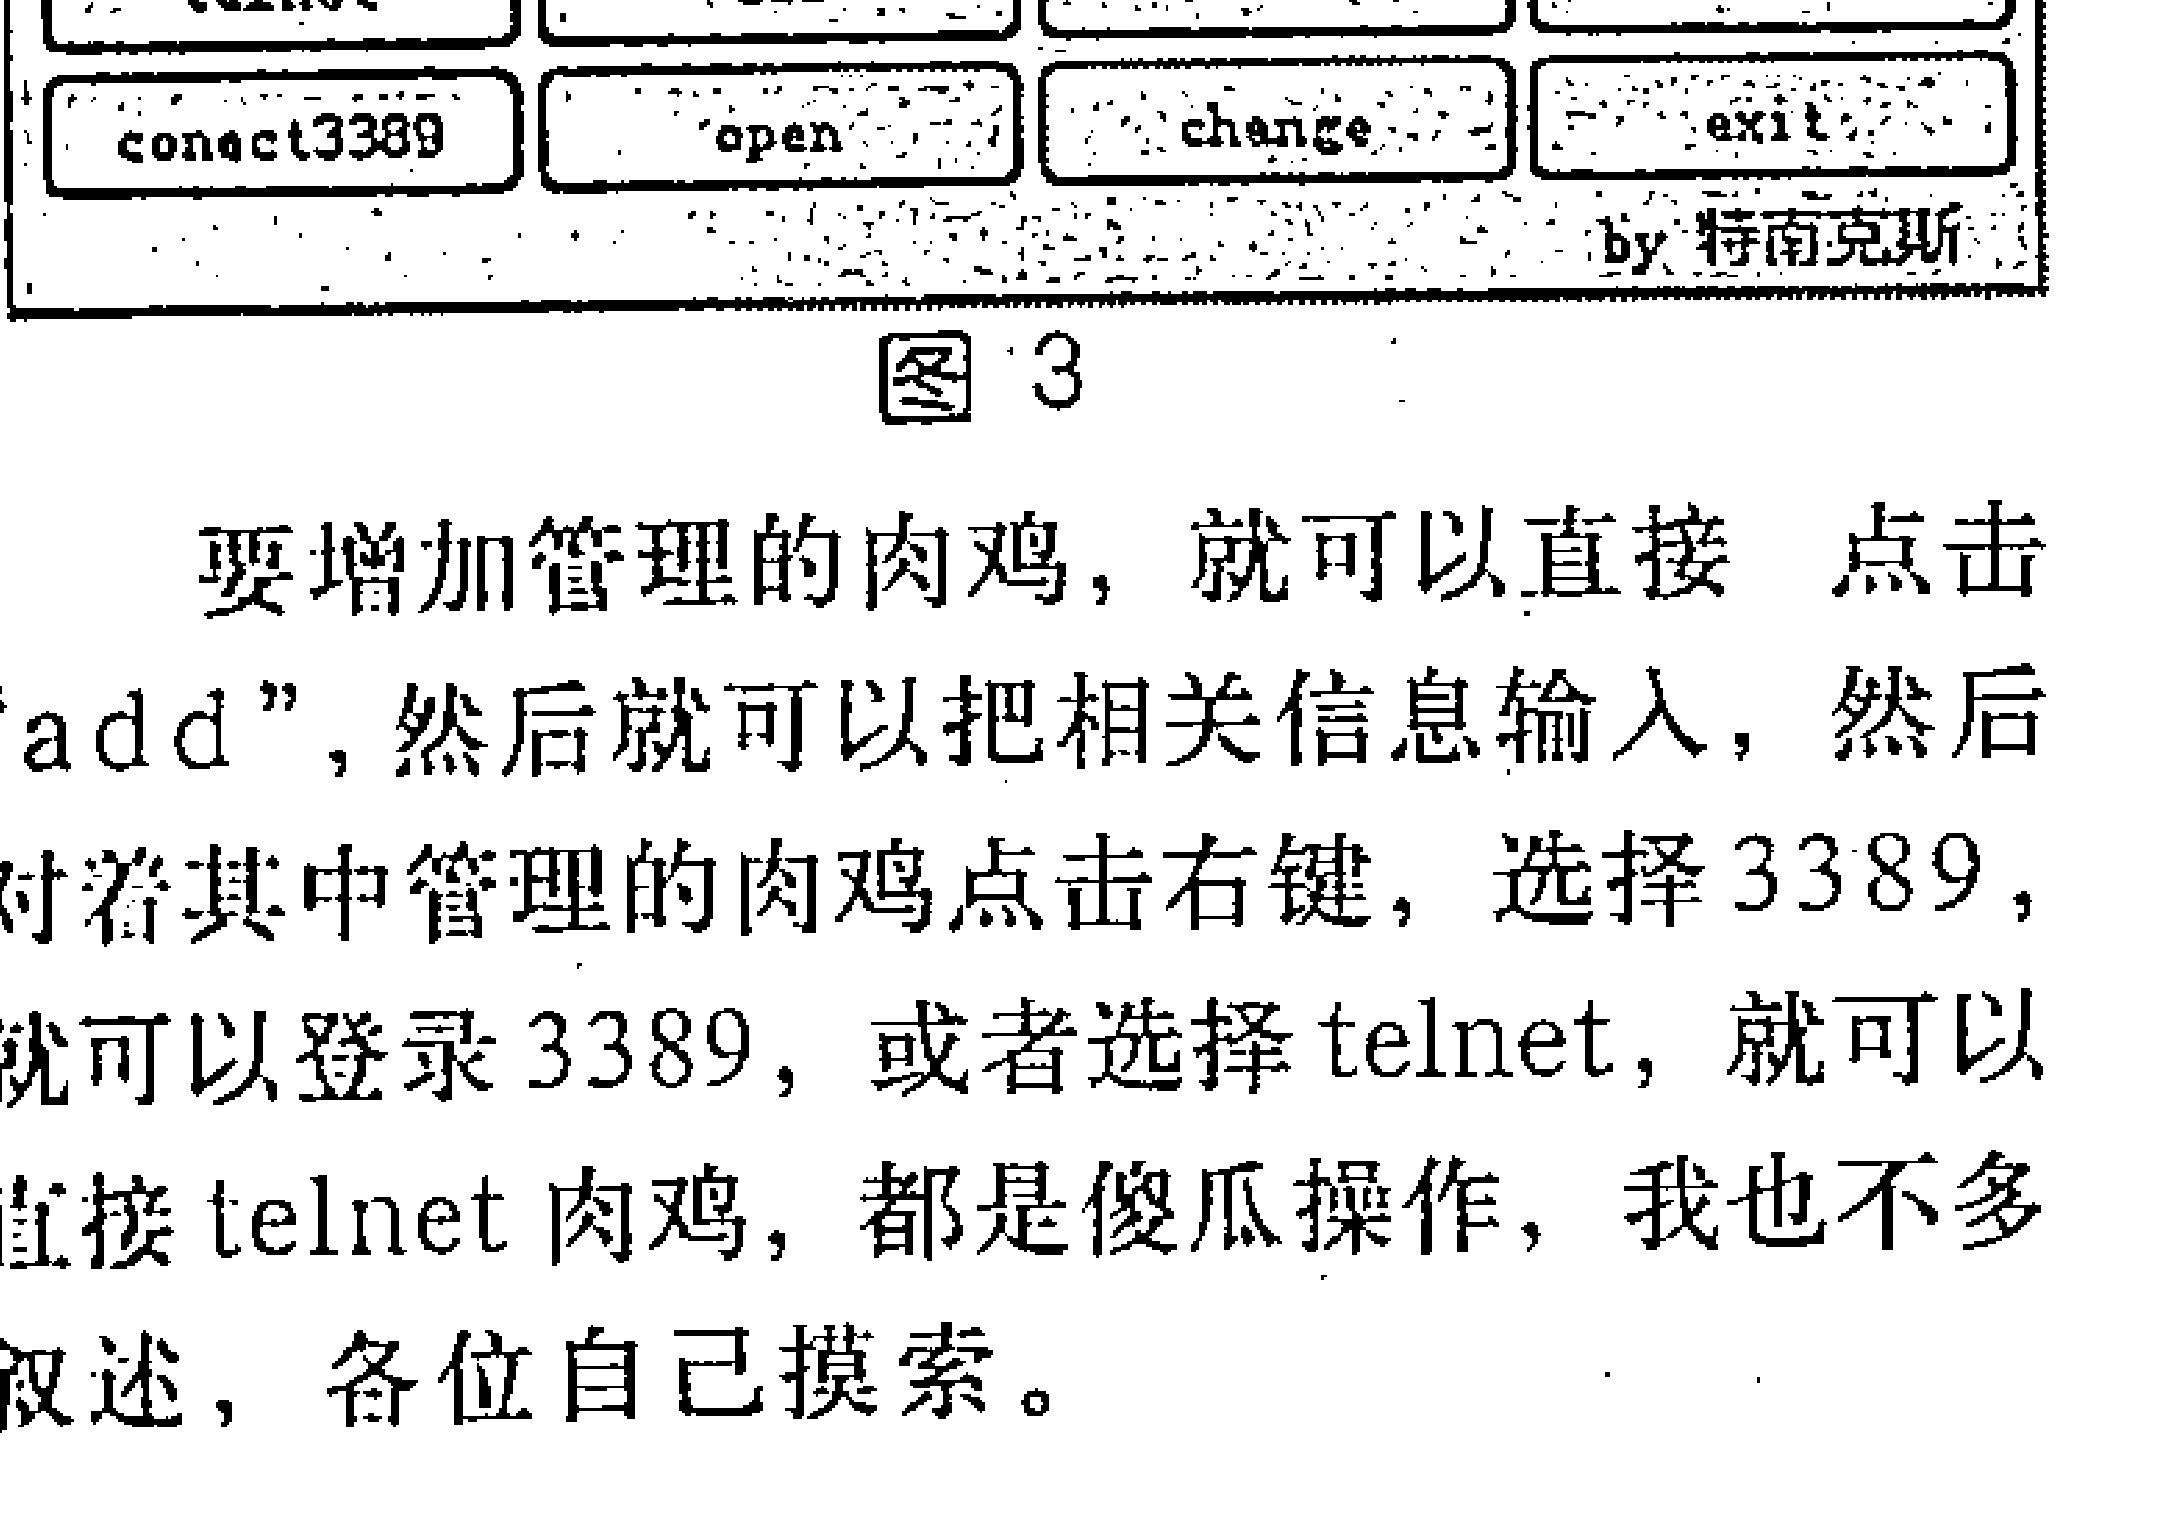 conect3389 open change exit
by 特南克斯
图 3
要增加管理的肉鸡，就可以直接 点击
“add”，然后就可以把相关信息输入，然后
对着其中管理的肉鸡点击右键，选择3389，
就可以登录3389，或者选择telnet，就可以
直接telnet肉鸡，都是傻瓜操作，我也不多
叙述，各位自己摸索。